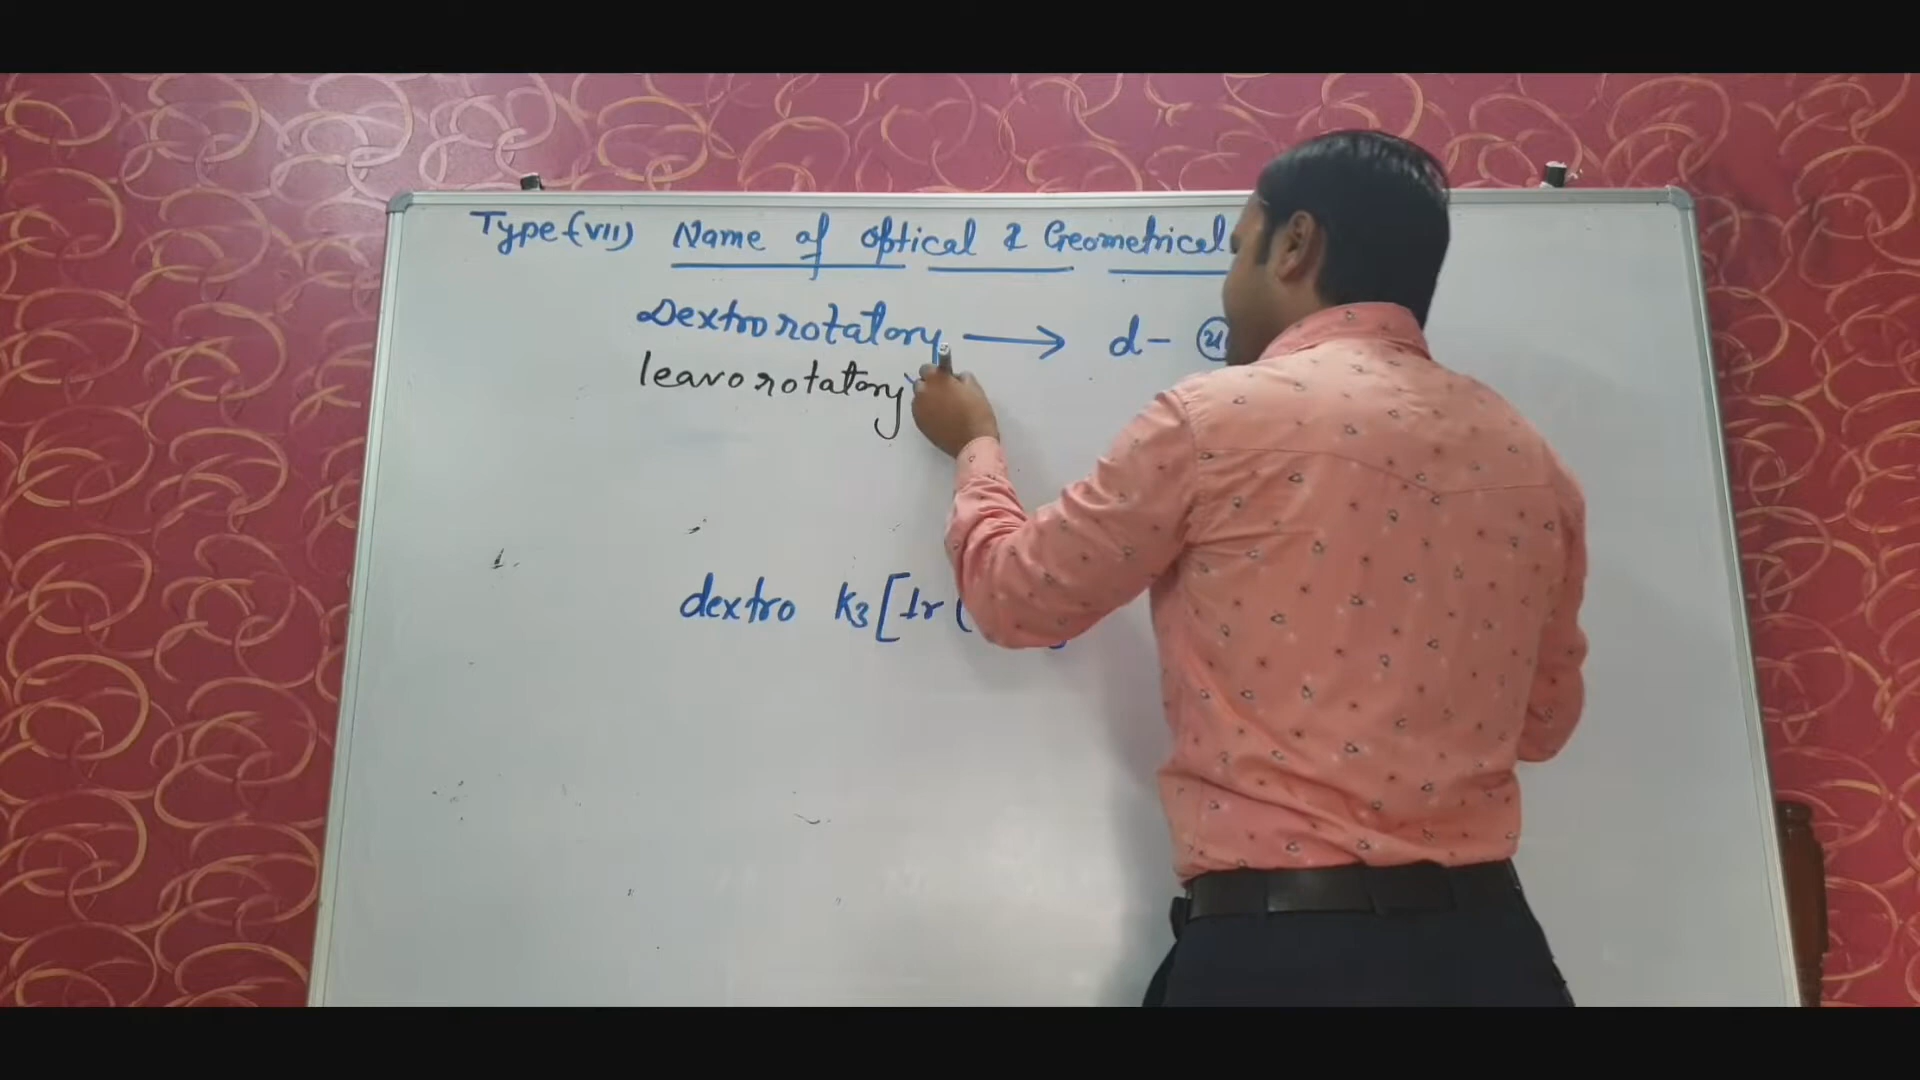 Type (VII) Name of Optical & Geometrical
Dextrorotatory → d-
leavorotatory
dextro K3[Ir (